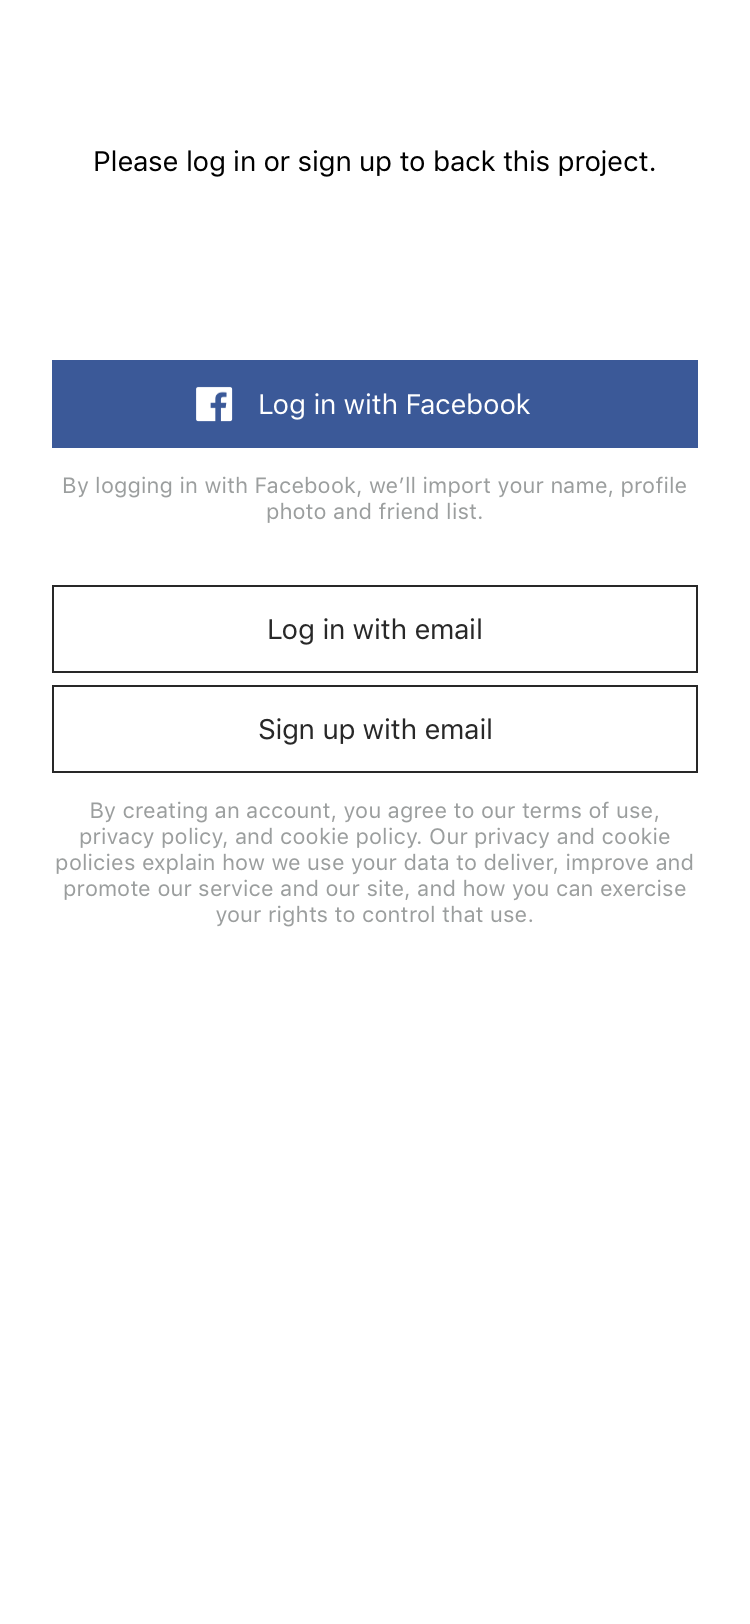 Please log in or sign up to back this project.
Log in with Facebook
By logging in with Facebook, we’ll import your name, profile
photo and friend list.
Log in with email
Sign up with email
By creating an account, you agree to our terms of use,
privacy policy, and cookie policy. Our privacy and cookie
policies explain how we use your data to deliver, improve and
promote our service and our site, and how you can exercise
your rights to control that use.